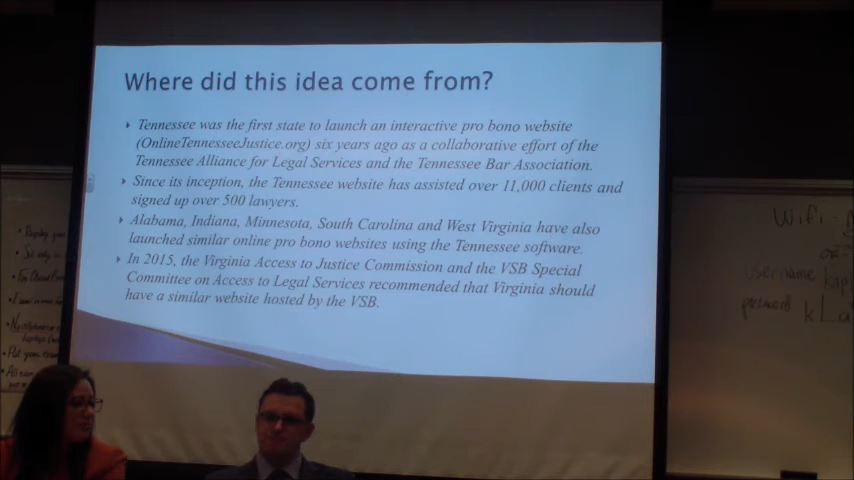 Where did this idea come from?
Tennessee was the first state to launch an interactive pro bono website
(OnlineTennesseeJustice.org) six years ago as a collaborative effort of the
Tennessee Alliance for Legal Services and the Tennessee Bar Association.
Since its inception, the Tennessee website has assisted over 11,000 clients and
signed up over 500 lawyers.
Alabama, Indiana, Minnesota, South Carolina and West Virginia have also
launched similar online pro bono websites using the Tennessee software.
In 2015, the Virginia Access to Justice Commission and the VSB Special
Committee on Access to Legal Services recommended that Virginia should
have a similar website hosted by the VSB.
Wifi -
username
password